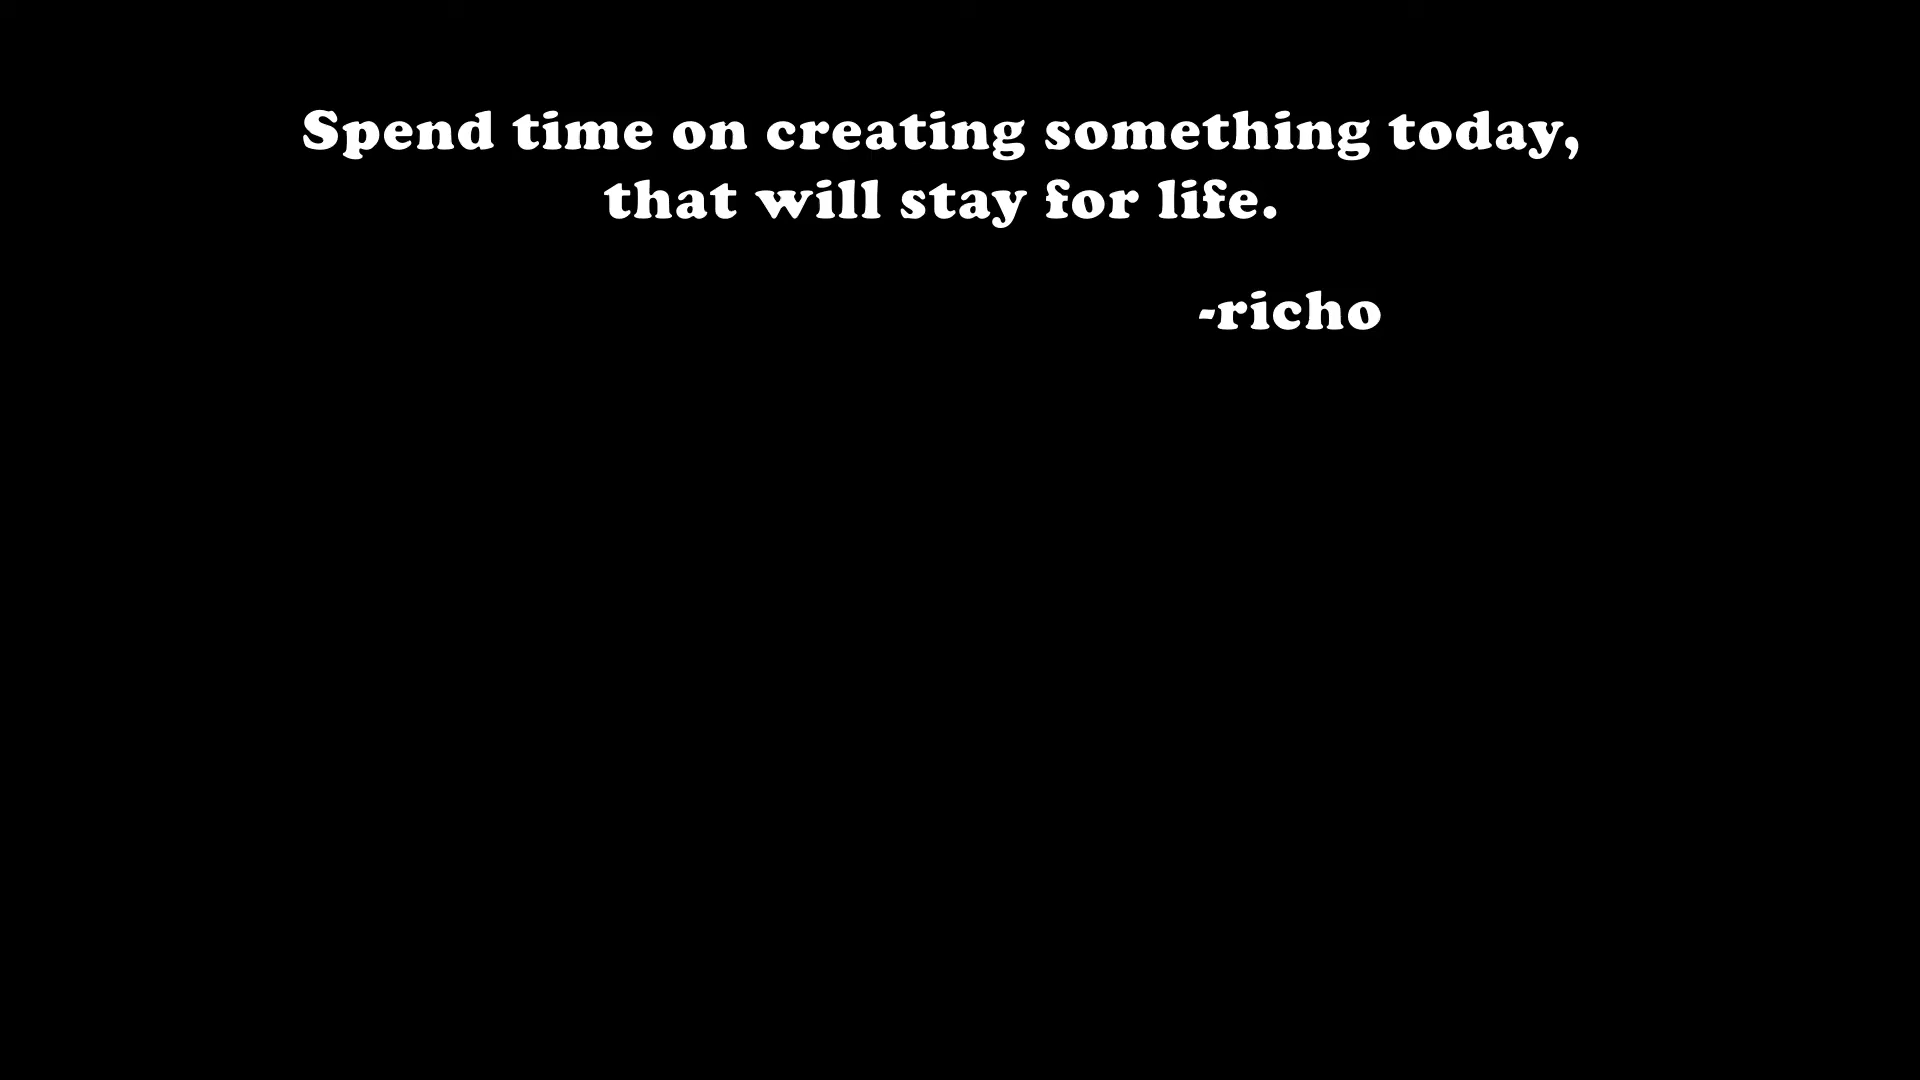 Spend time on creating something today,
that will stay for life.
-richo